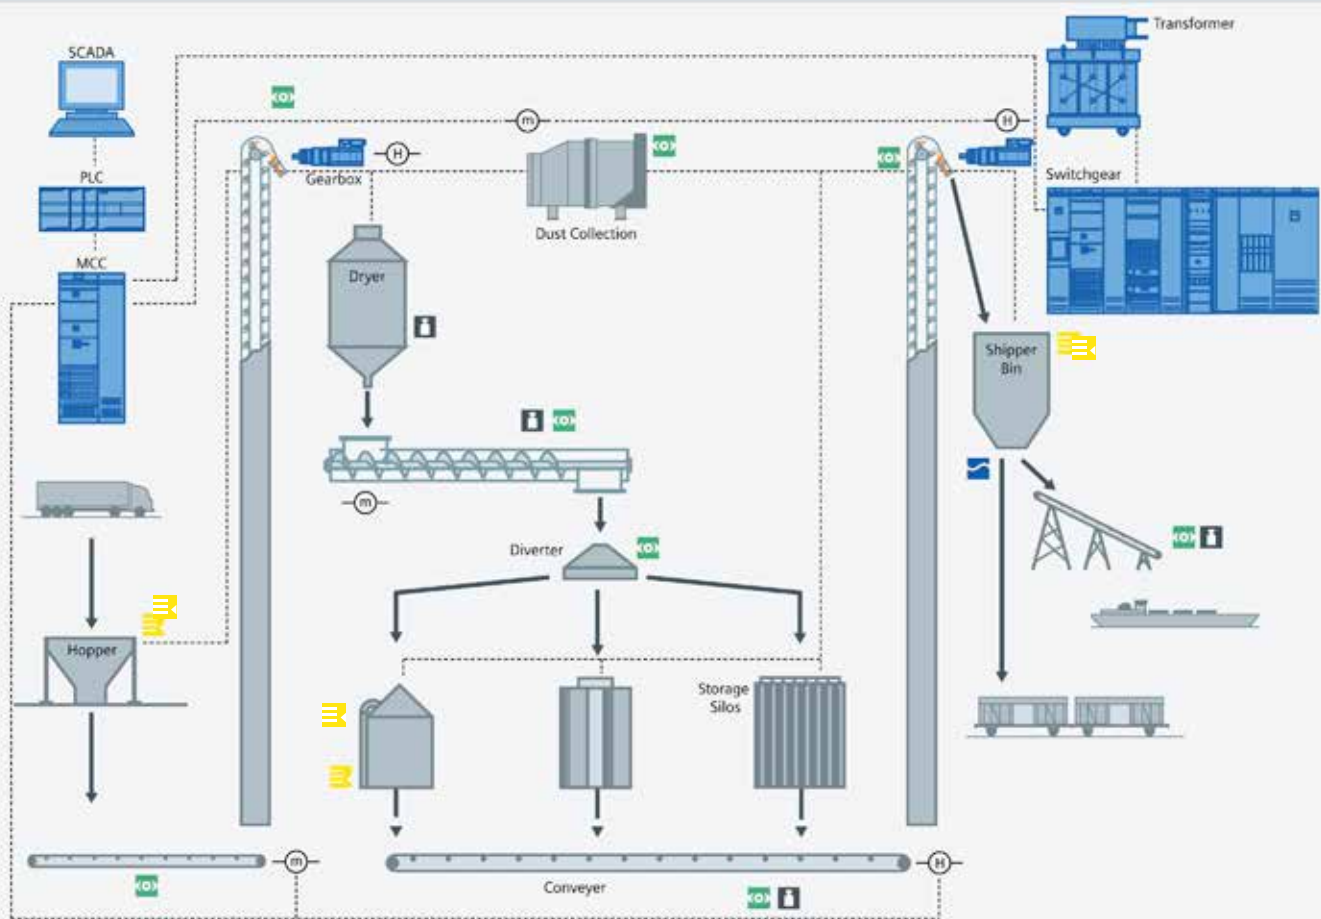 SCADA
Transformer
m
H
PLC
Gearbox
H
Switchgear
Dust Collection
MCC
Dryer
Shipper
Bin
m
Diverter
Hopper
Storage
Silos
m
H
Conveyer